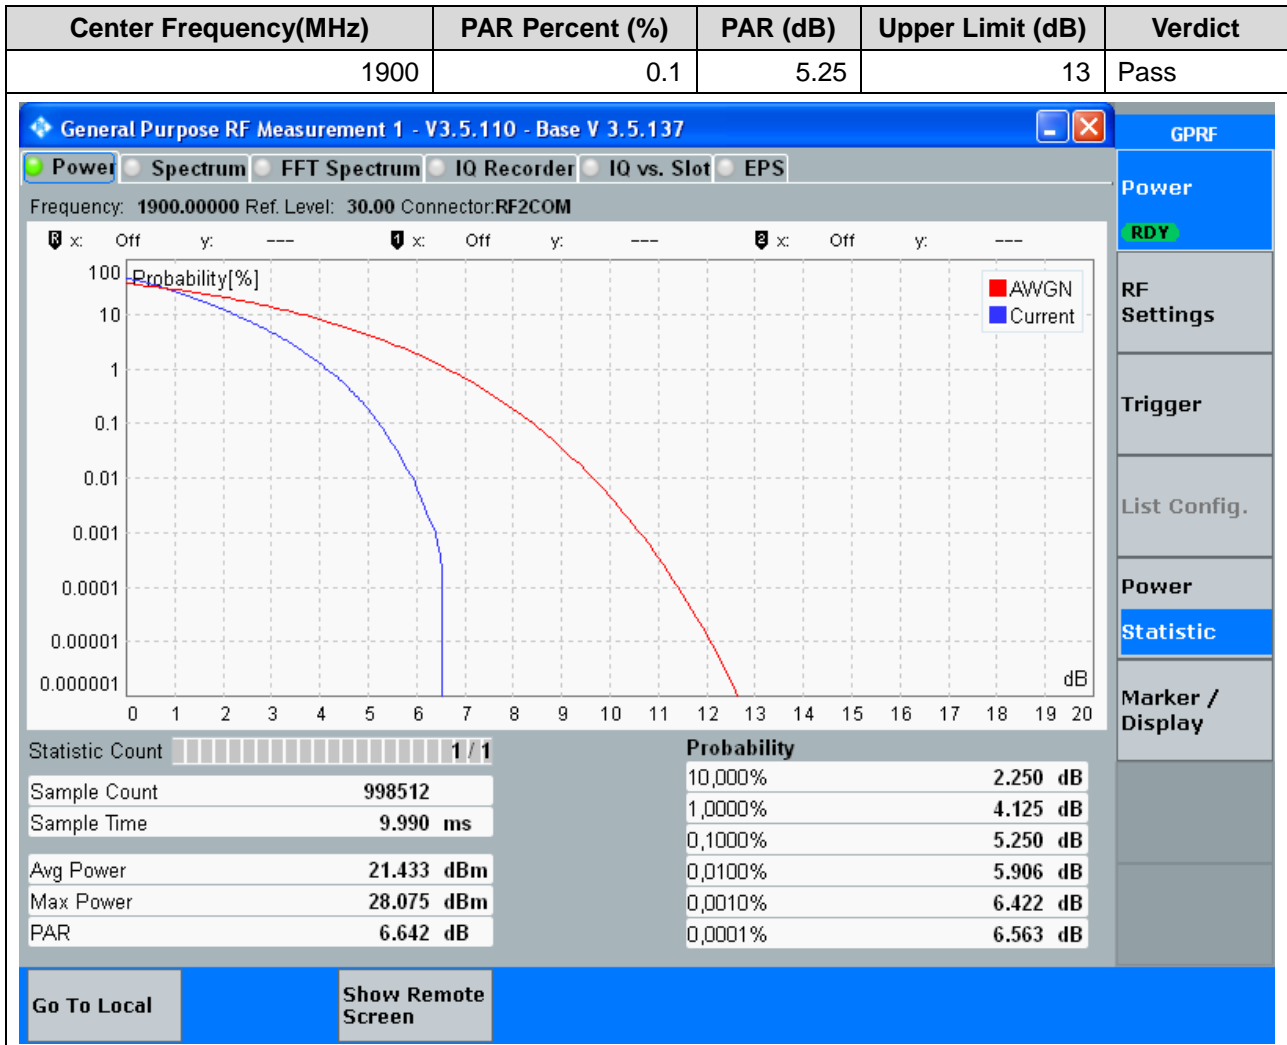 Center Frequency(MHz) PAR Percent (%) PAR (dB) Upper Limit (dB) Verdict
1900 0.1 5.25 13 Pass
General Purpose RF Measurement 1 - V3.5.110 - Base V 3.5.137
GPRF
Power Spectrum FFT Spectrum IQ Recorder IQ vs. Slot EPS
Frequency: 1900.00000 Ref. Level: 30.00 Connector:RF2COM
R x: Off y: --- 1 x: Off y: --- 2 x: Off y: ---
Probability[%]
100
10
1
0.1
0.01
0.001
0.0001
0.00001
0.000001
AWGN
Current
dB
0 1 2 3 4 5 6 7 8 9 10 11 12 13 14 15 16 17 18 19 20
Statistic Count 1 / 1
Sample Count 998512
Sample Time 9.990 ms
Avg Power 21.433 dBm
Max Power 28.075 dBm
PAR 6.642 dB
Probability
10,000% 2.250 dB
1,0000% 4.125 dB
0,1000% 5.250 dB
0,0100% 5.906 dB
0,0010% 6.422 dB
0,0001% 6.563 dB
Power
RDY
RF
Settings
Trigger
List Config.
Power
Statistic
Marker /
Display
Go To Local
Show Remote
Screen